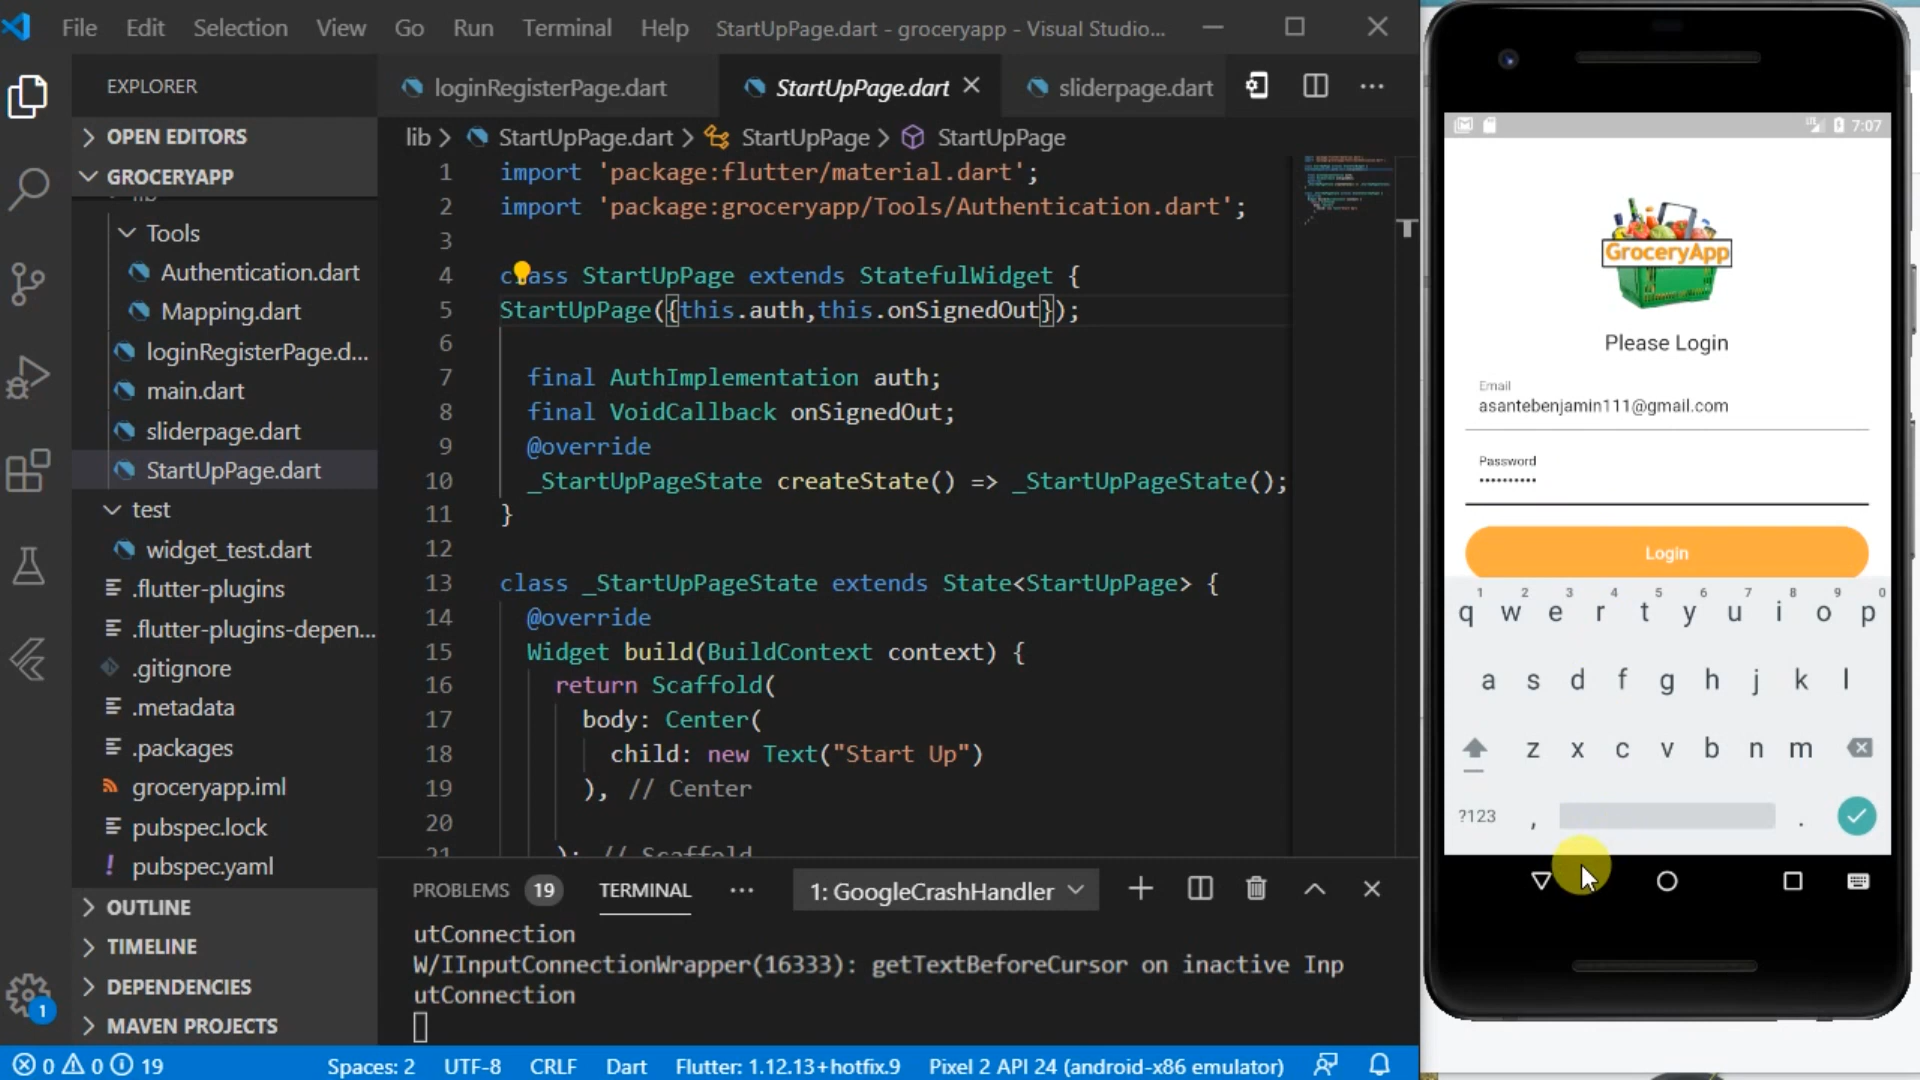 File Edit Selection View Go Run Terminal Help StartUpPage.dart - groceryapp - Visual Studio...
EXPLORER
OPEN EDITORS
GROCERYAPP
Tools
Authentication.dart
Mapping.dart
loginRegisterPage.d...
main.dart
sliderpage.dart
StartUpPage.dart
test
widget_test.dart
.flutter-plugins
.flutter-plugins-depen...
.gitignore
.metadata
.packages
groceryapp.iml
pubspec.lock
pubspec.yaml
OUTLINE
TIMELINE
DEPENDENCIES
MAVEN PROJECTS
1
loginRegisterPage.dart StartUpPage.dart sliderpage.dart
lib > StartUpPage.dart > StartUpPage > StartUpPage
1 import 'package:flutter/material.dart';
2 import 'package:groceryapp/Tools/Authentication.dart';
3
4 class StartUpPage extends StatefulWidget {
5 StartUpPage({this.auth,this.onSignedOut});
6
7 final AuthImplementation auth;
8 final VoidCallback onSignedOut;
9 @override
10 _StartUpPageState createState() => _StartUpPageState();
11 }
12
13 class _StartUpPageState extends State<StartUpPage> {
14 @override
15 Widget build(BuildContext context) {
16 return Scaffold(
17 body: Center(
18 child: new Text("Start Up")
19 ), // Center
20
21 ); // Scaffold
PROBLEMS 19 TERMINAL ... 1: GoogleCrashHandler
utConnection
W/IInputConnectionWrapper(16333): getTextBeforeCursor on inactive Inp
utConnection
0 0 19 Spaces: 2 UTF-8 CRLF Dart Flutter: 1.12.13+hotfix.9 Pixel 2 API 24 (android-x86 emulator)
7:07
GroceryApp
Please Login
Email
asantebenjamin111@gmail.com
Password
••••••••••
Login
1 2 3 4 5 6 7 8 9 0
q w e r t y u i o p
a s d f g h j k l
z x c v b n m
?123 , .